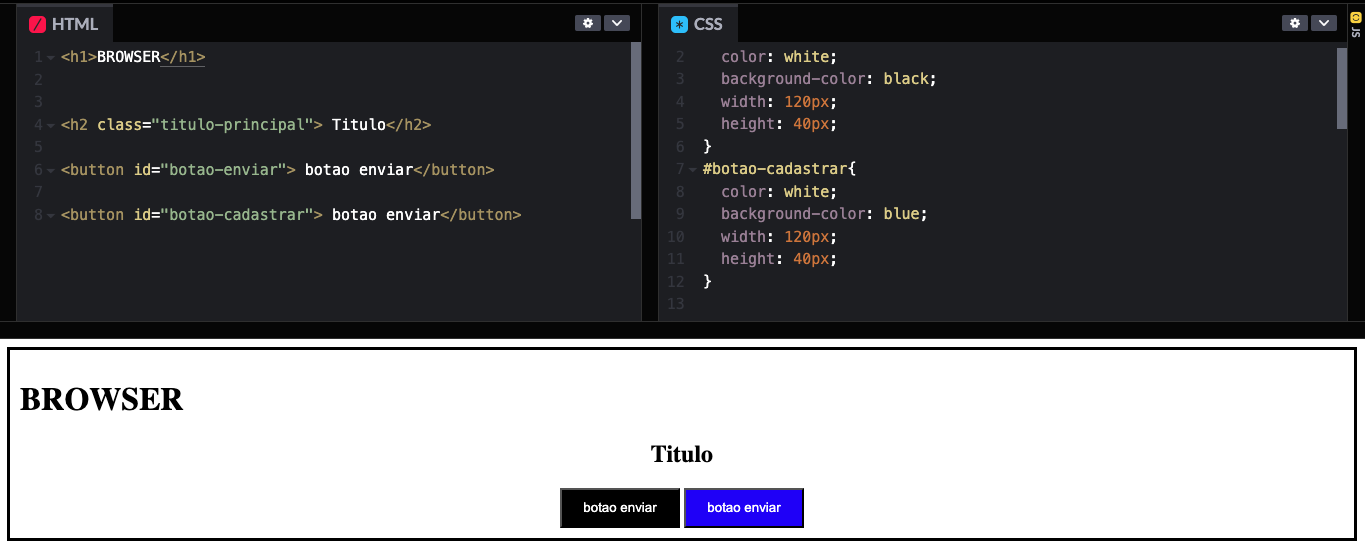 HTML
1 <h1>BROWSER</h1>
2
3
4 <h2 class="titulo-principal"> Titulo</h2>
5
6 <button id="botao-enviar"> botao enviar</button>
7
8 <button id="botao-cadastrar"> botao enviar</button>
CSS
2 color: white;
3 background-color: black;
4 width: 120px;
5 height: 40px;
6 }
7 #botao-cadastrar{
8 color: white;
9 background-color: blue;
10 width: 120px;
11 height: 40px;
12 }
13
JS
BROWSER
Titulo
botao enviar botao enviar